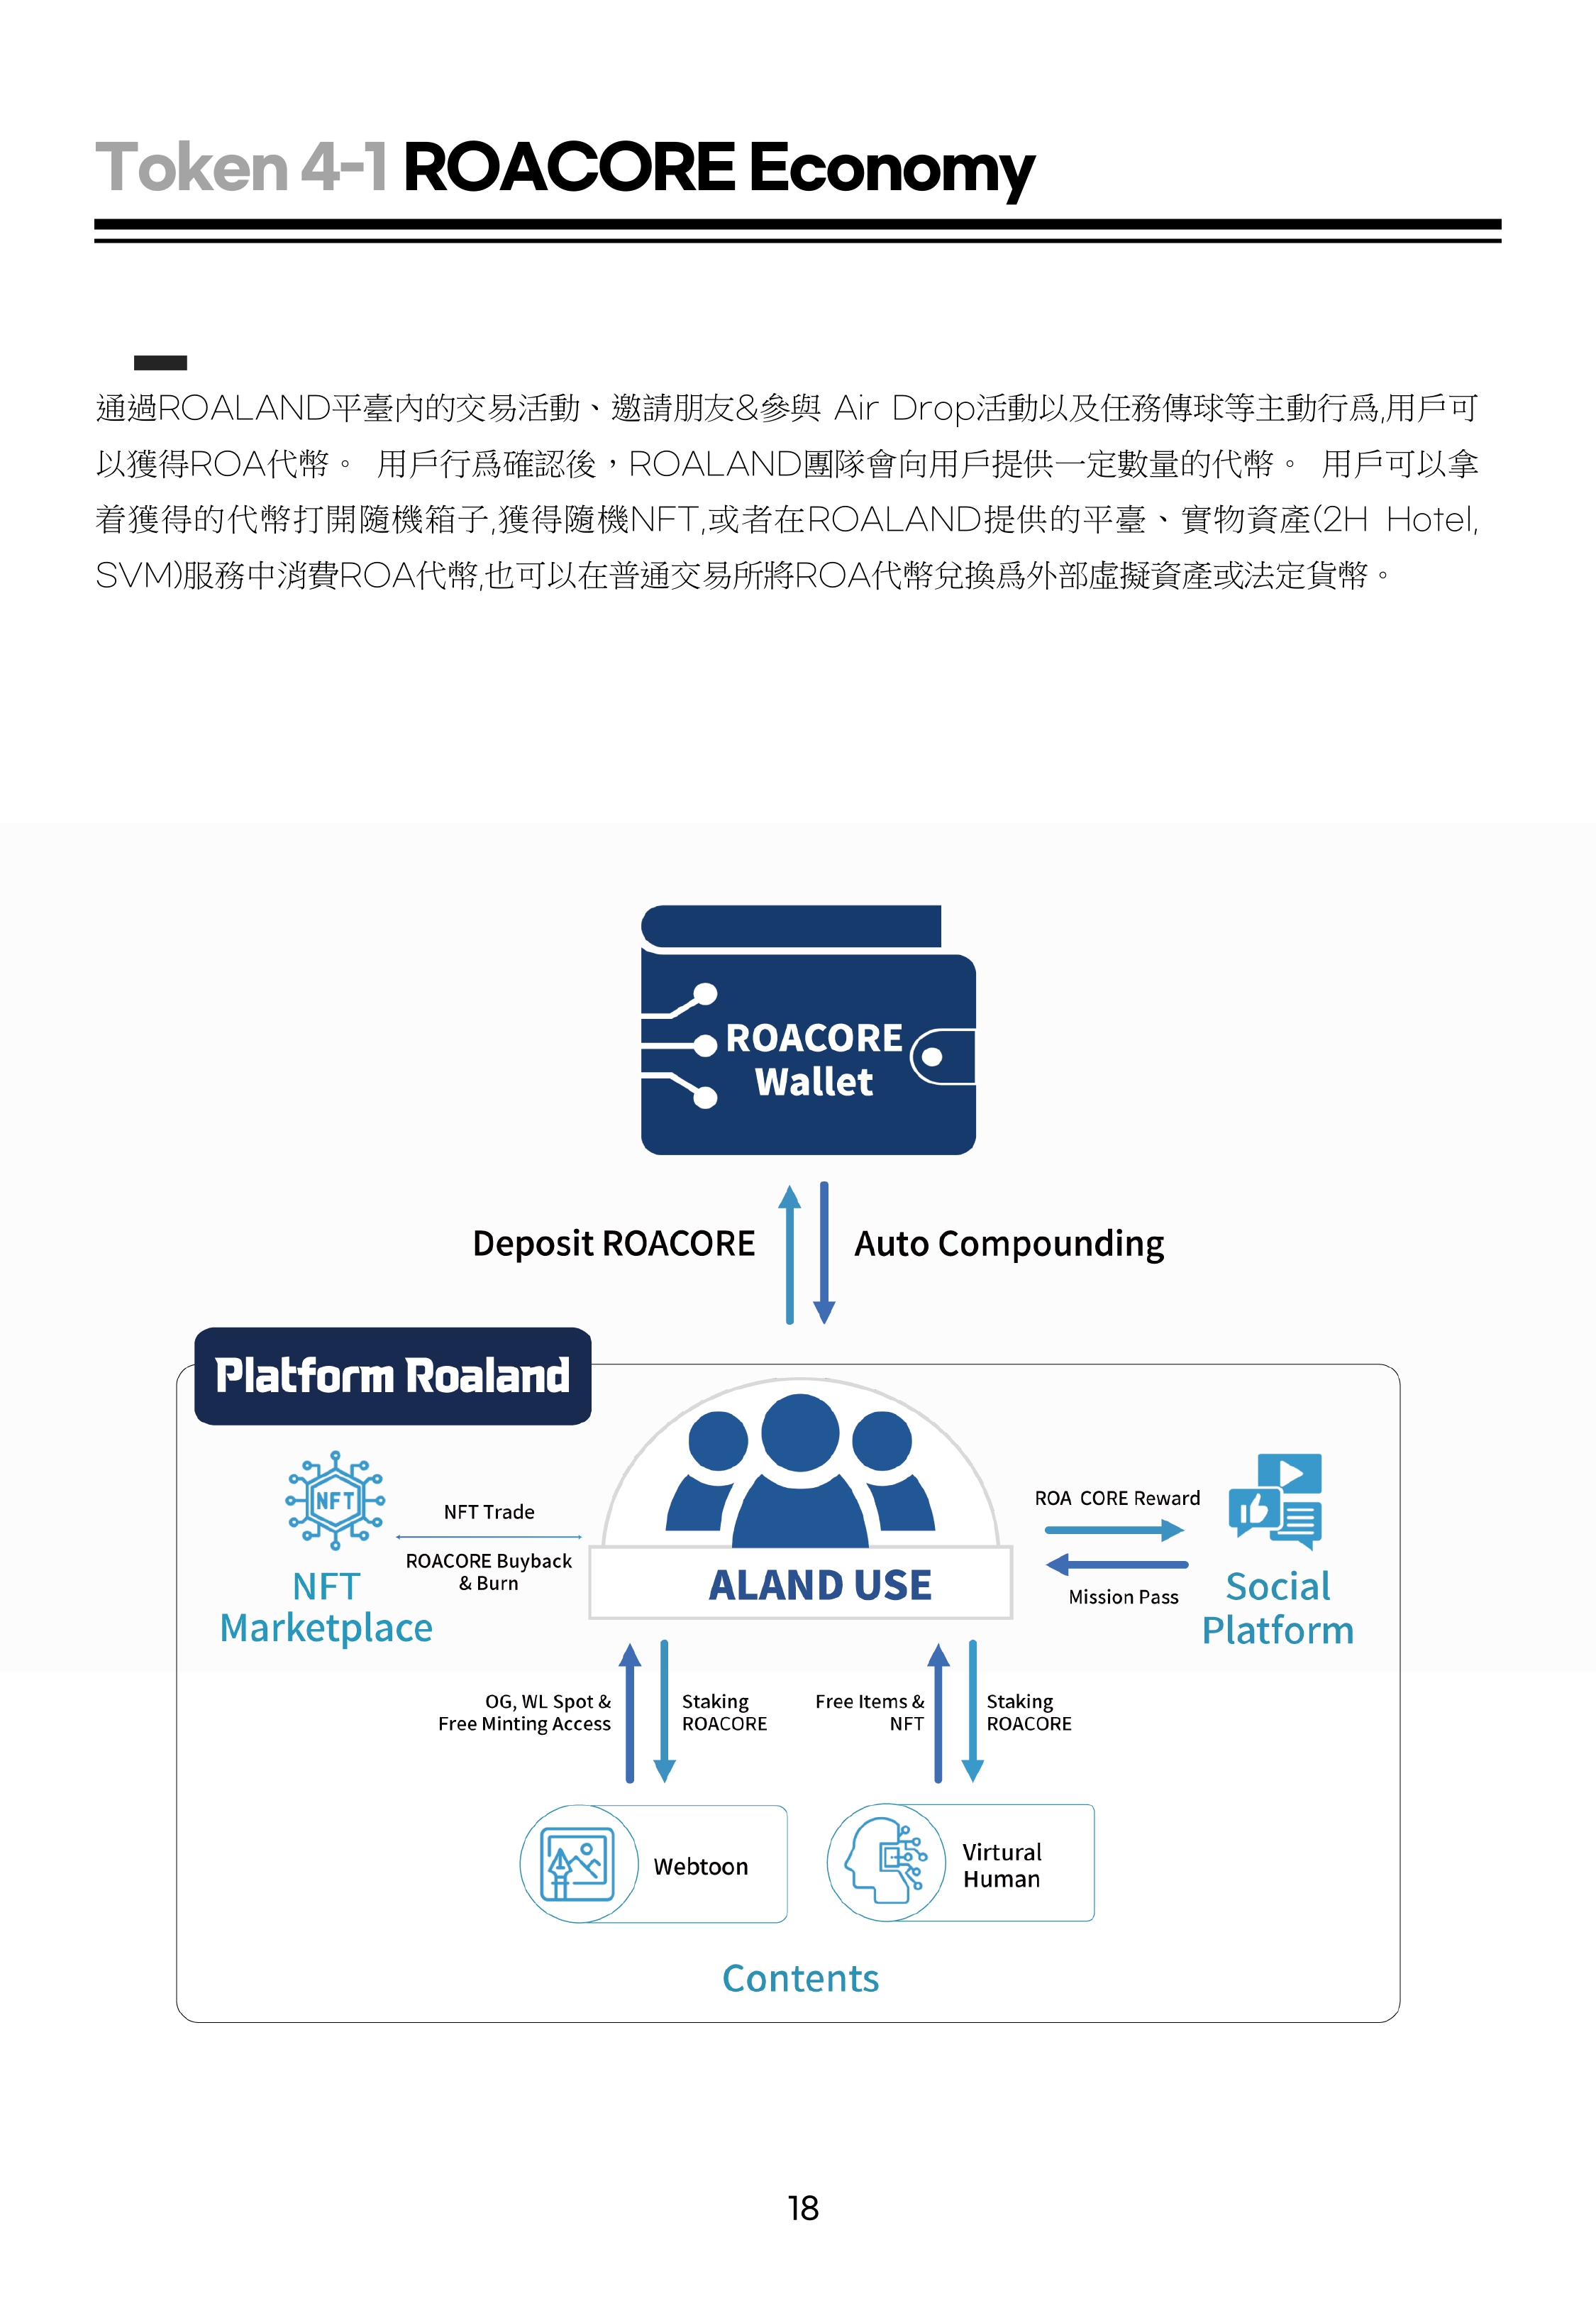 Token 4-1 ROACORE Economy
通過ROALAND平臺內的交易活動、邀請朋友&參與 Air Drop活動以及任務傳球等主動行爲,用戶可
以獲得ROA代幣。 用戶行爲確認後，ROALAND團隊會向用戶提供一定數量的代幣。 用戶可以拿
着獲得的代幣打開隨機箱子,獲得隨機NFT,或者在ROALAND提供的平臺、實物資產(2H Hotel,
SVM)服務中消費ROA代幣,也可以在普通交易所將ROA代幣兌換爲外部虛擬資產或法定貨幣。
ROACORE
Wallet
Deposit ROACORE
Auto Compounding
Platform Roaland
NFT
NFT
Marketplace
NFT Trade
ROACORE Buyback
& Burn
ALAND USE
ROA CORE Reward
Mission Pass
Social
Platform
OG, WL Spot &
Free Minting Access
Staking
ROACORE
Free Items &
NFT
Staking
ROACORE
Webtoon
Virtural
Human
Contents
18